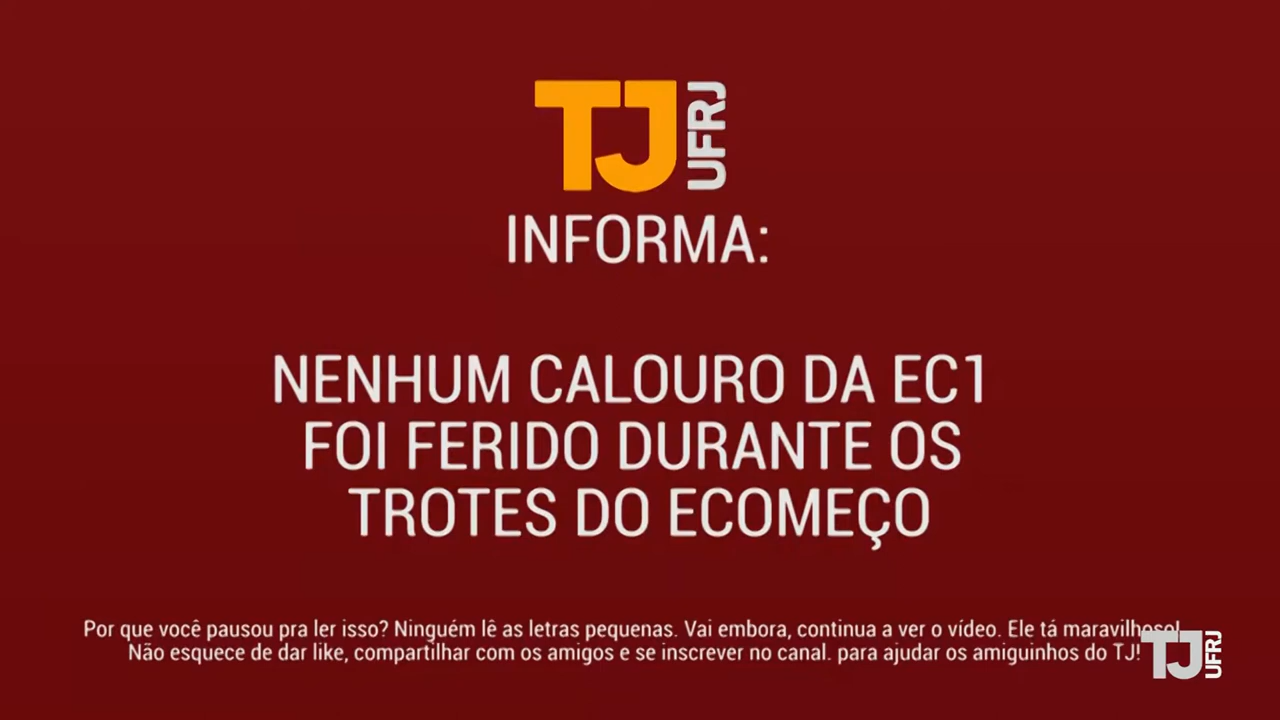 TJ UFRJ
INFORMA:
NENHUM CALOURO DA EC1
FOI FERIDO DURANTE OS
TROTES DO ECOMEÇO
Por que você pausou pra ler isso? Ninguém lê as letras pequenas. Vai embora, continua a ver o vídeo. Ele tá maravilhoso!
Não esquece de dar like, compartilhar com os amigos e se inscrever no canal. para ajudar os amiguinhos do TJ!
TJ UFRJ